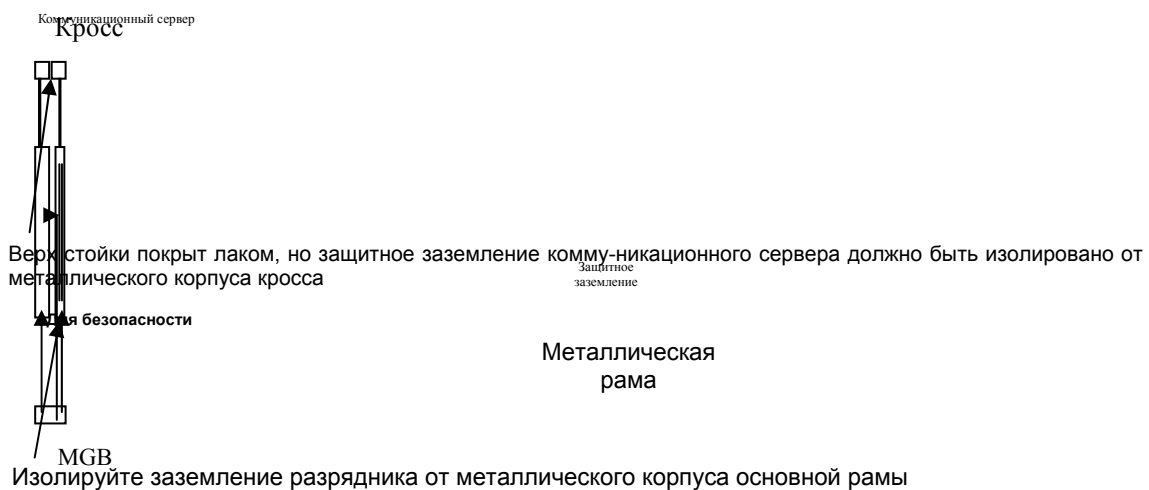 Коммуникационный сервер
Кросс
Верх стойки покрыт лаком, но защитное заземление комму-никационного сервера должно быть изолировано от
металлического корпуса кросса
Защитное
заземление
Для безопасности
Металлическая
рама
MGB
Изолируйте заземление разрядника от металлического корпуса основной рамы